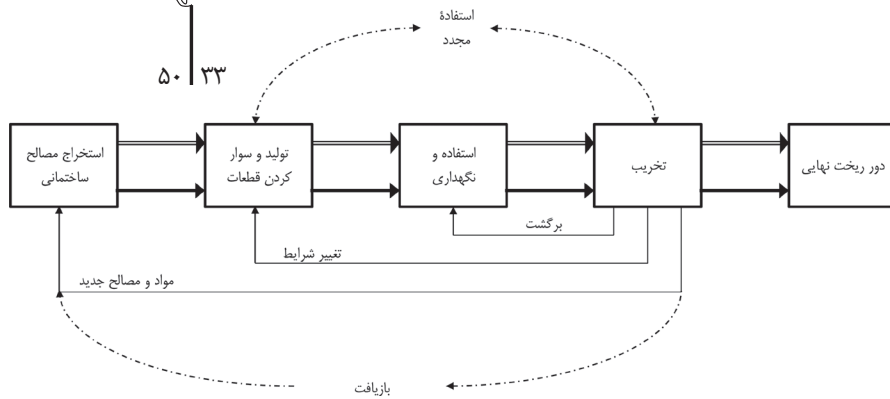 استفادهٔ
مجدد
۵۰ ۳۳
استخراج مصالح
ساختمانی
تولید و سوار
کردن قطعات
استفاده و
نگهداری
تخریب
دور ریخت نهایی
برگشت
تغییر شرایط
مواد و مصالح جدید
بازیافت